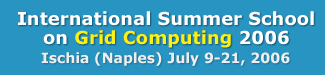 International Summer School
on Grid Computing 2006
Ischia (Naples) July 9-21, 2006